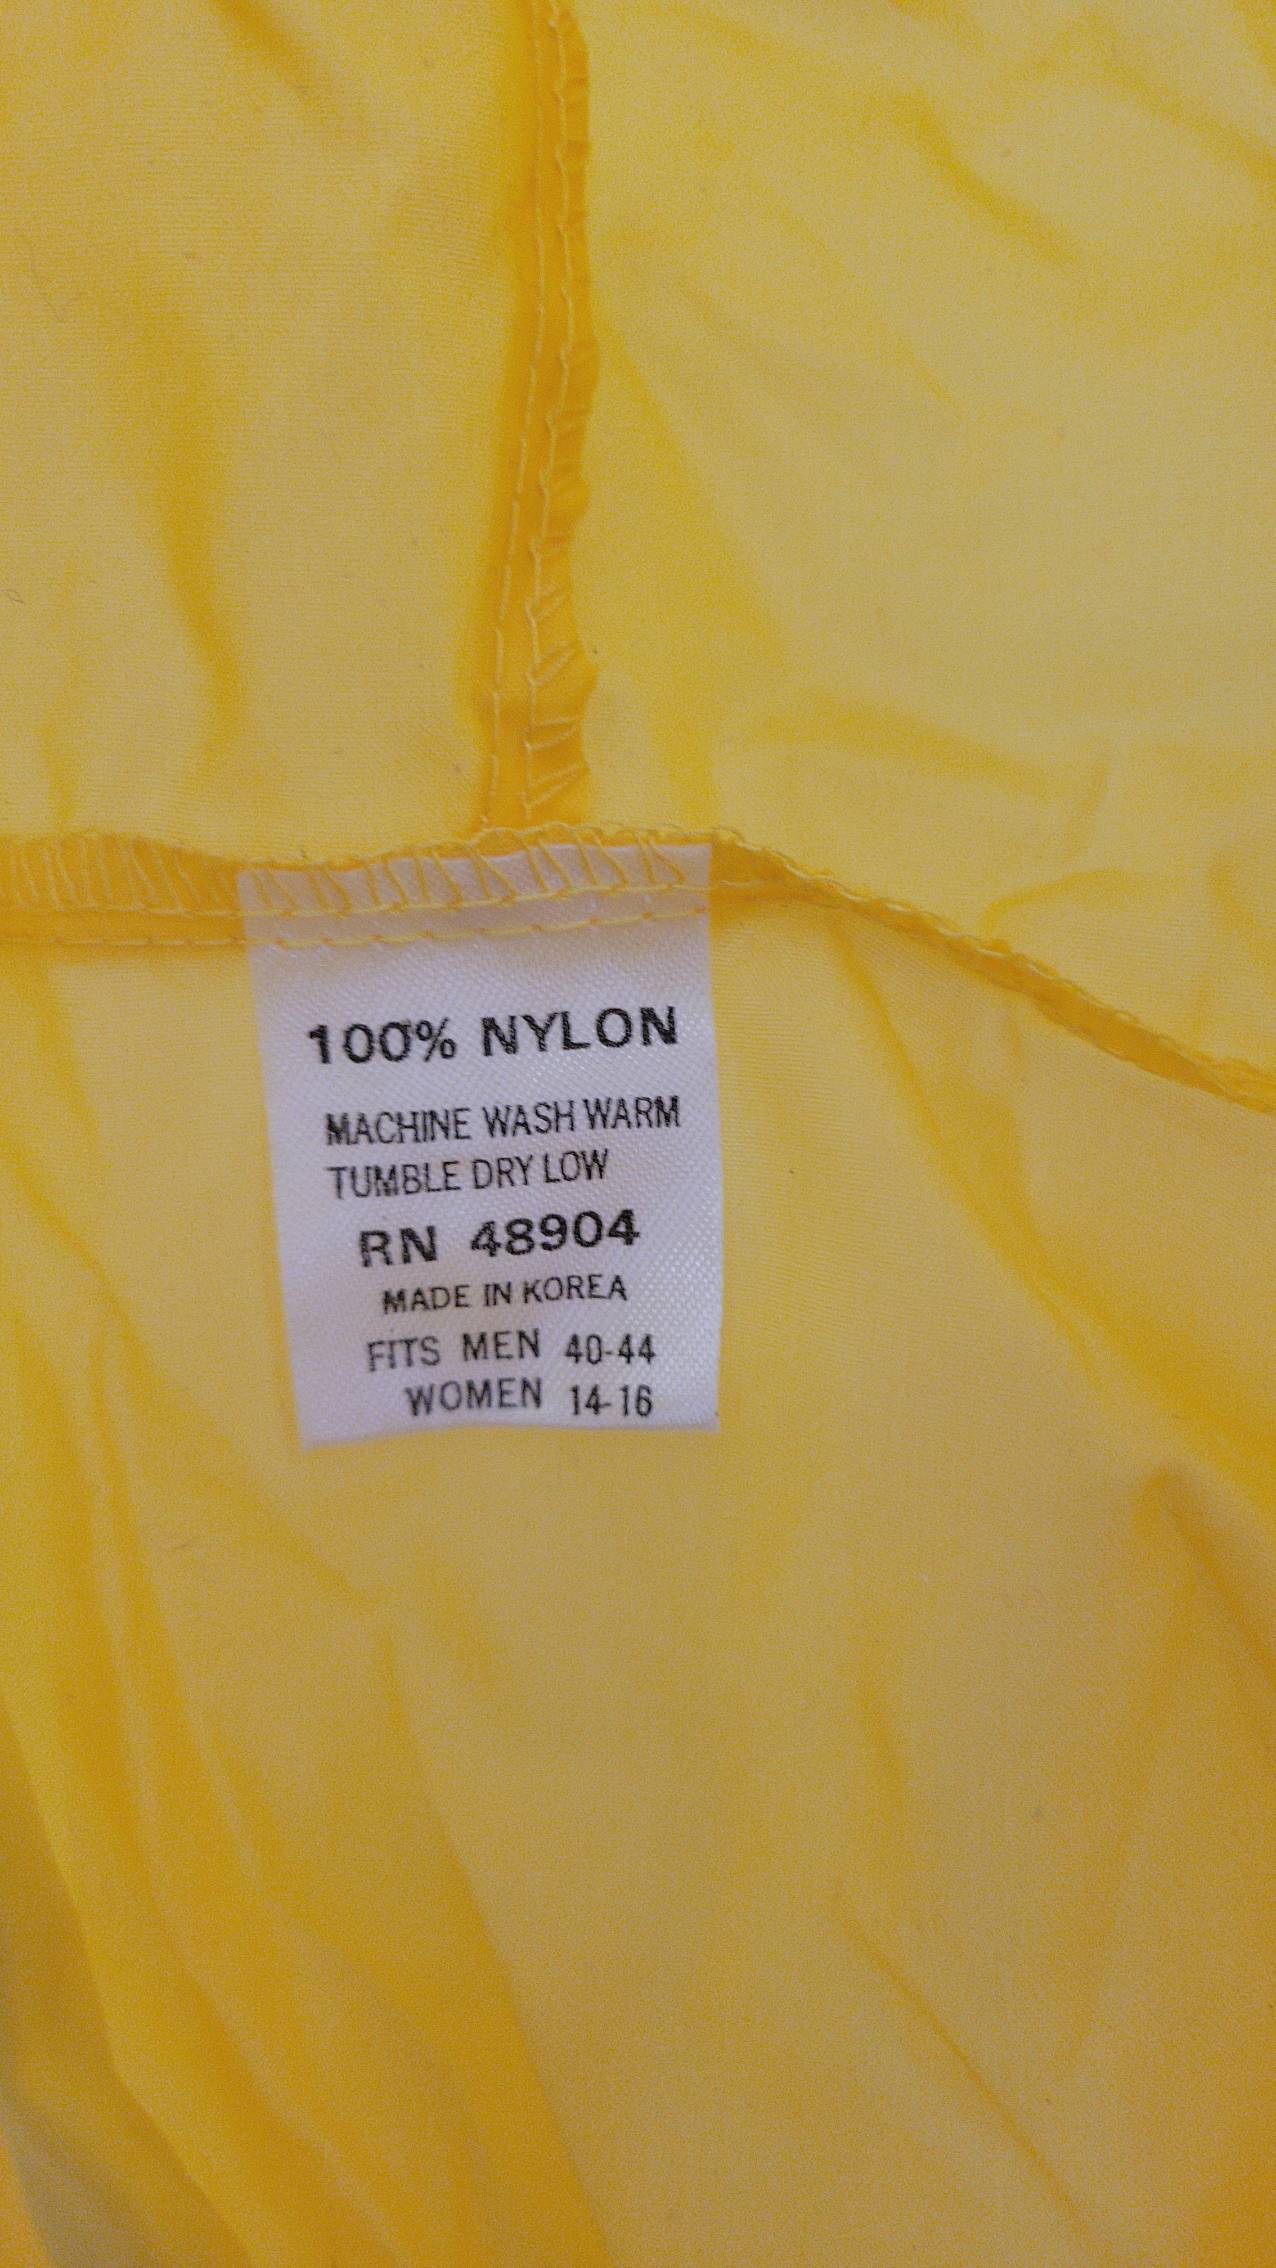 100% NYLON
MACHINE WASH WARM
TUMBLE DRY LOW
RN 48904
MADE IN KOREA
FITS MEN 40-44
WOMEN 14-16